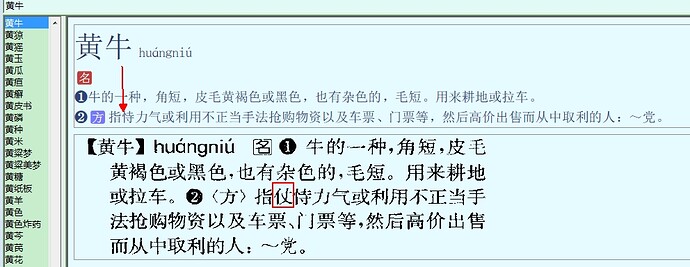 黄牛
黄牛
黄猄
黄猺
黄玉
黄瓜
黄疸
黄癣
黄皮书
黄磷
黄种
黄米
黄粱梦
黄粱美梦
黄糖
黄纸板
黄羊
黄色
黄色炸药
黄芩
黄芪
黄花
黄牛 huánɡniú
名
❶牛的一种，角短，皮毛黄褐色或黑色，也有杂色的，毛短。用来耕地或拉车。
❷方指恃力气或利用不正当手法抢购物资以及车票、门票等，然后高价出售而从中取利的人：～党。
【黄牛】huángniú 名 ❶ 牛的一种，角短，皮毛
黄褐色或黑色，也有杂色的，毛短。用来耕地
或拉车。❷〈方〉指仗恃力气或利用不正当手
法抢购物资以及车票、门票等，然后高价出售
而从中取利的人：～党。